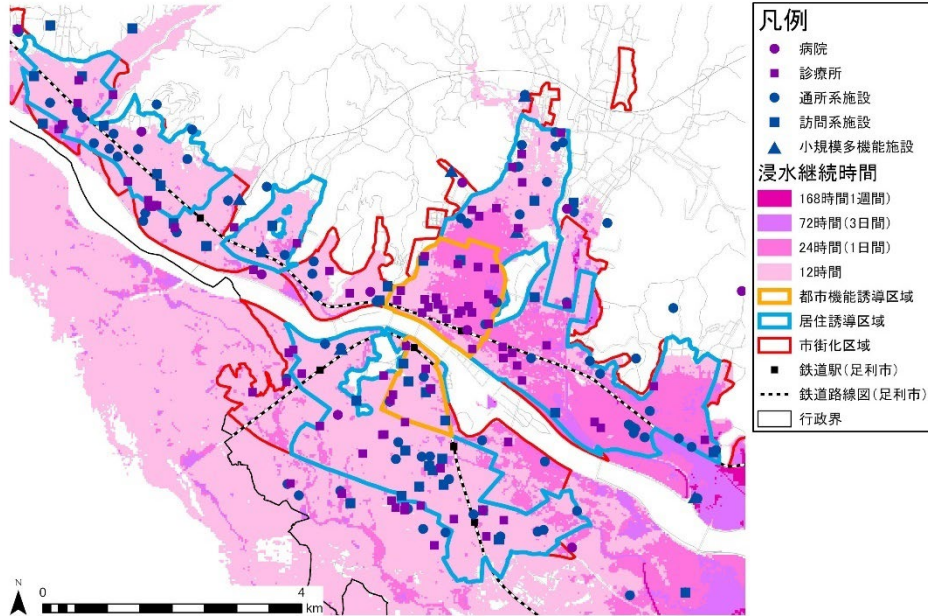 凡例
病院
診療所
通所系施設
訪問系施設
小規模多機能施設
浸水継続時間
168時間1週間)
72時間(3日間)
24時間(1日間)
12時間
都市機能誘導区域
居住誘導区域
市街化区域
鉄道駅(足利市)
鉄道路線図(足利市)
行政界
N
0 4
km